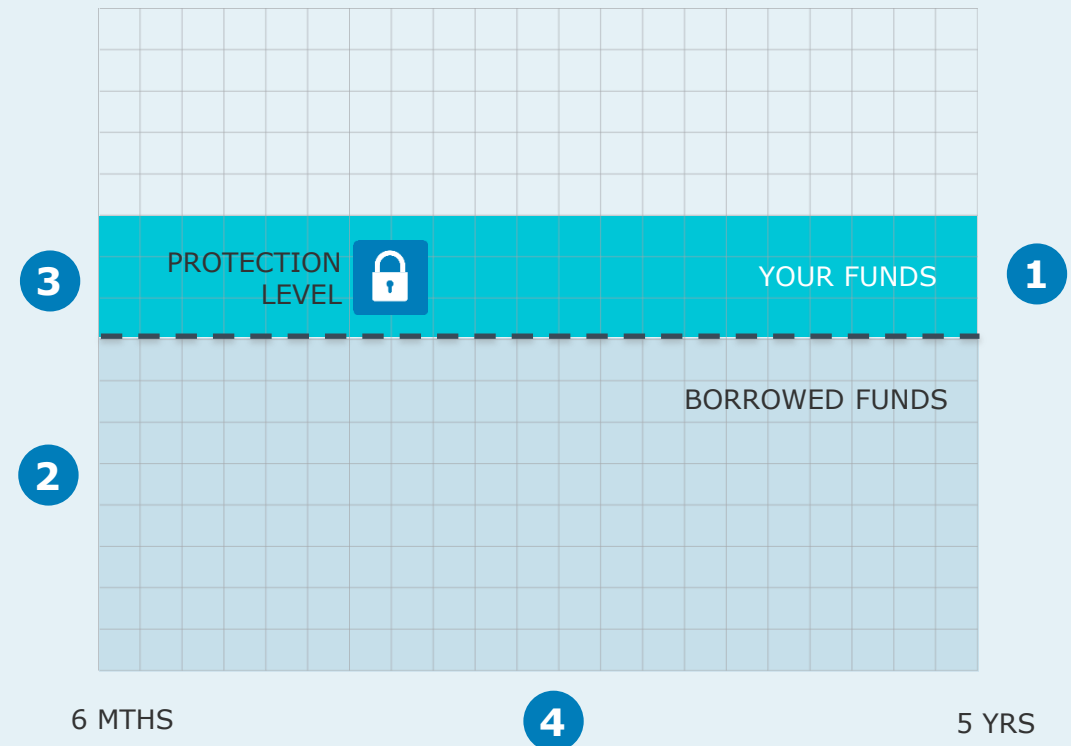 3
PROTECTION
LEVEL
YOUR FUNDS
1
BORROWED FUNDS
2
6 MTHS
4
5 YRS